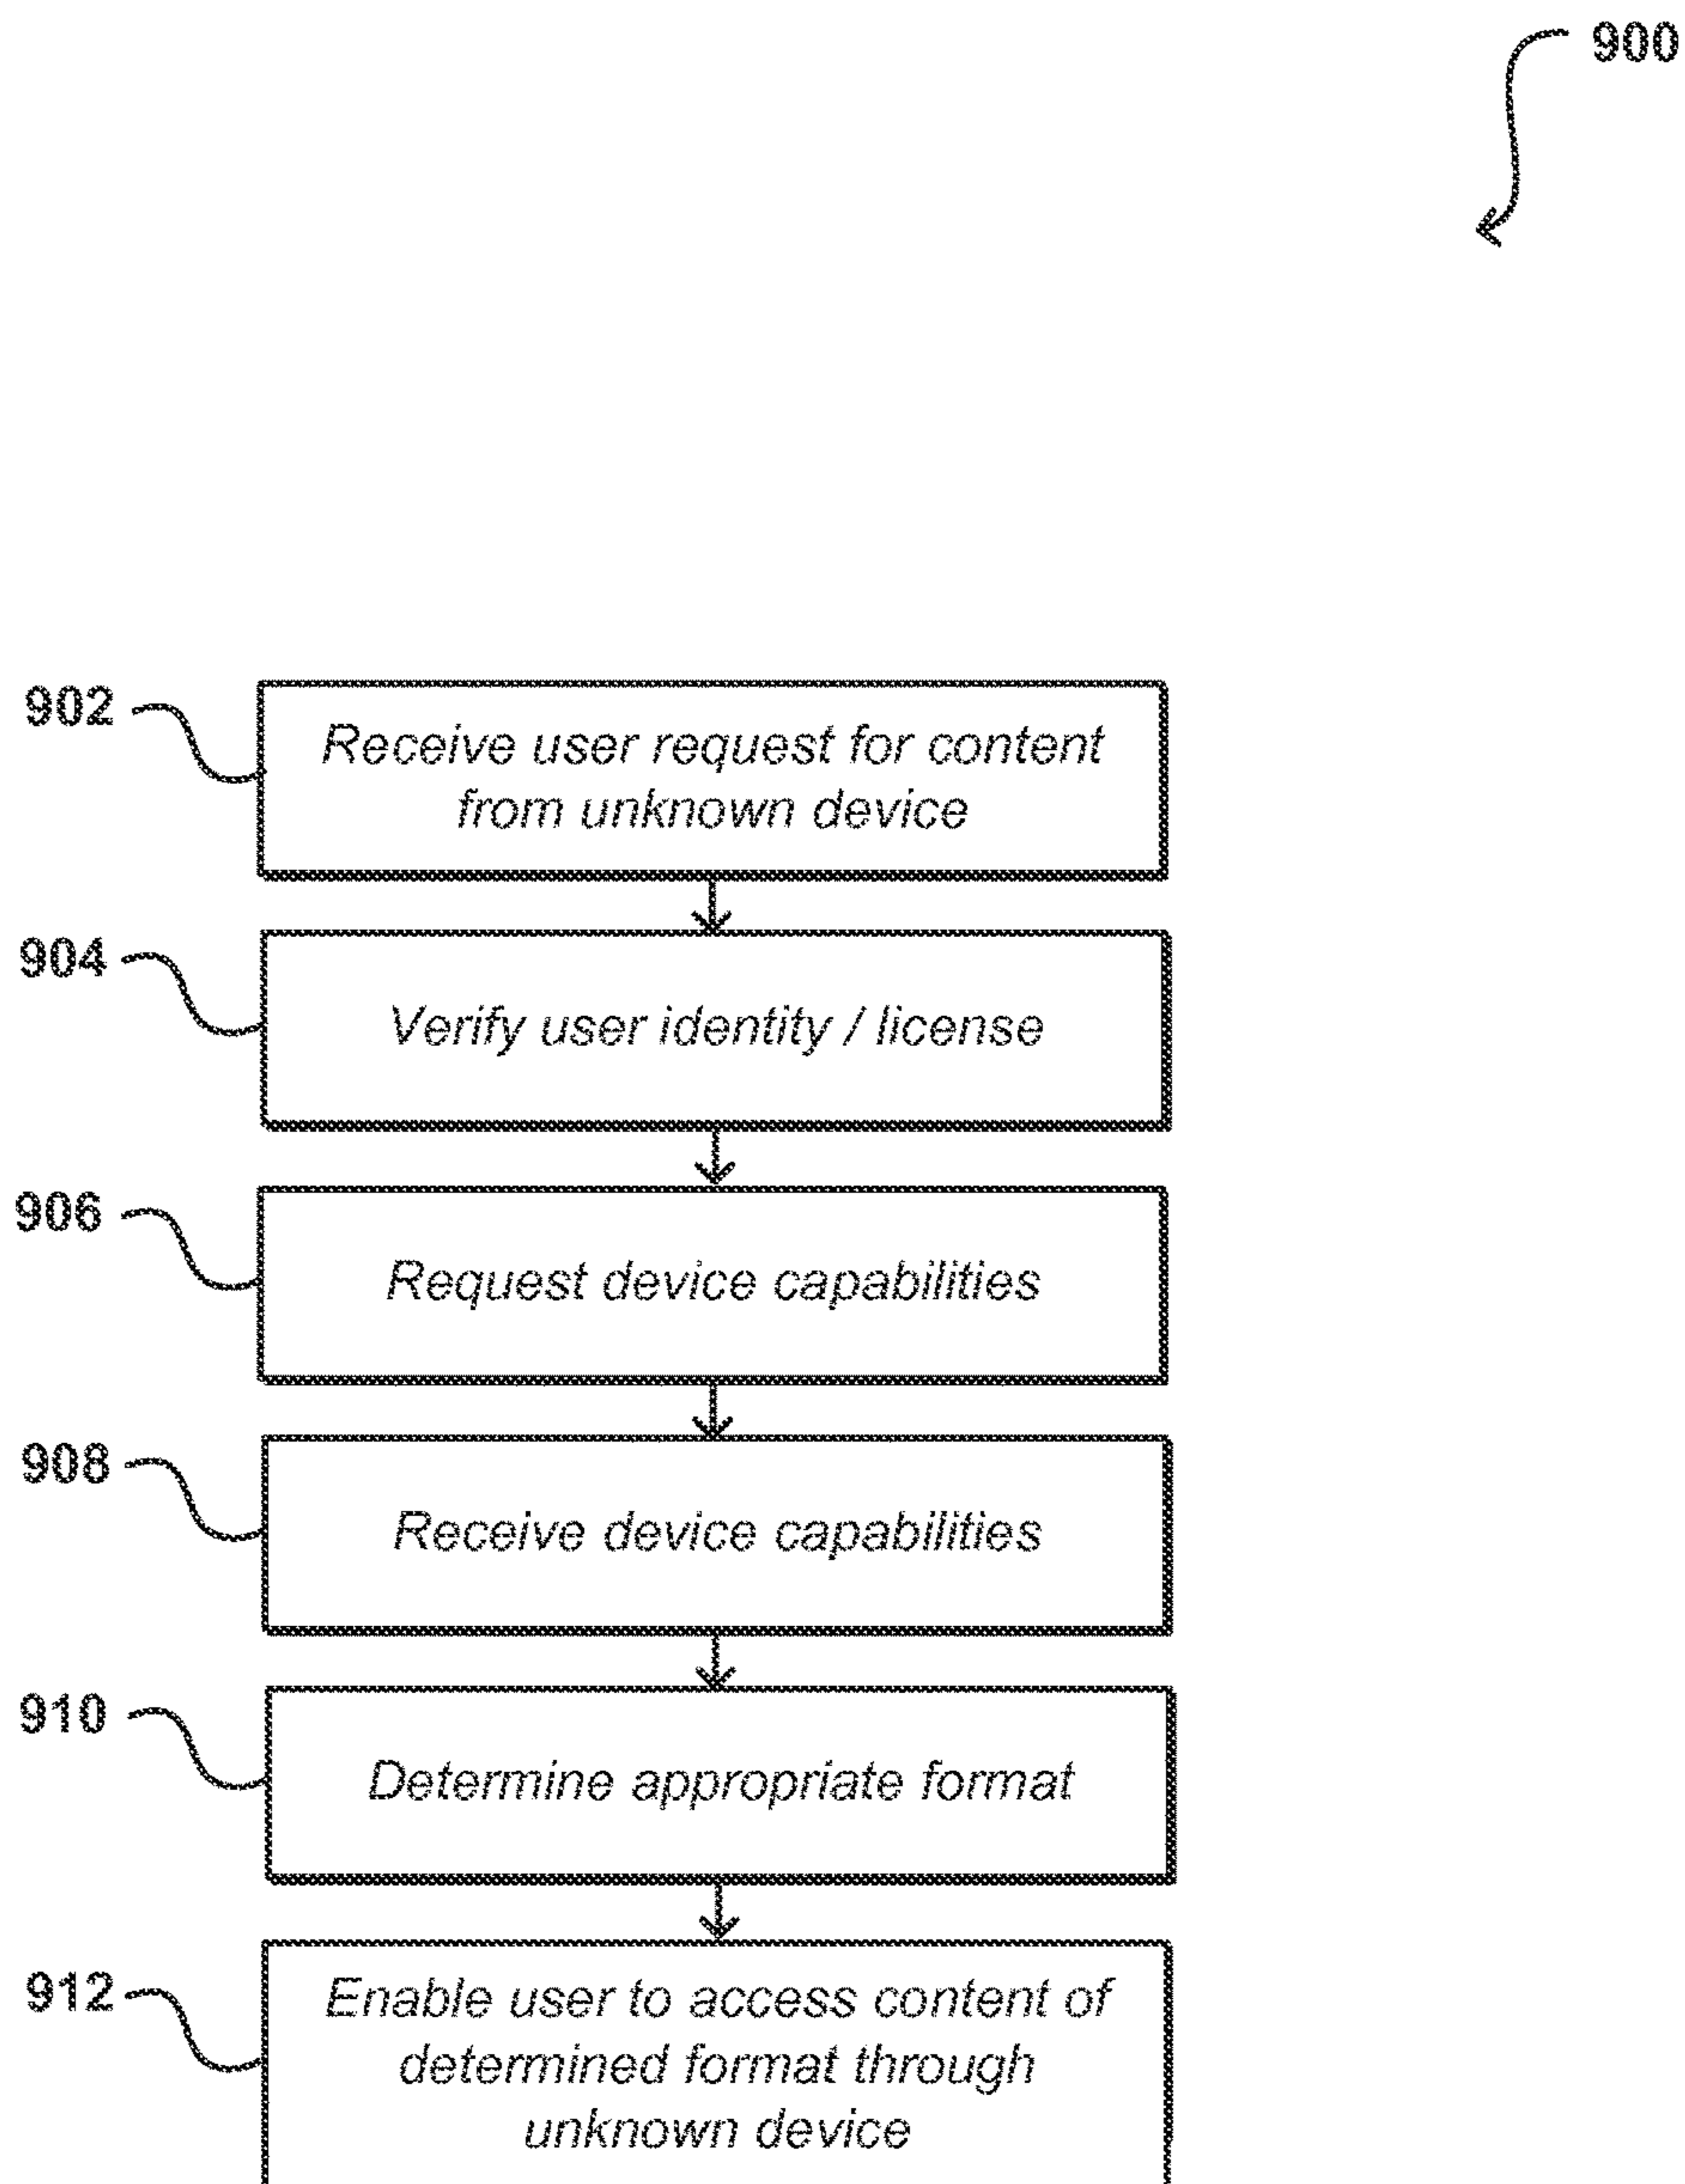 900
902
Receive user request for content
from unknown device
904
Verify user identity / license
906
Request device capabilities
908
Receive device capabilities
910
Determine appropriate format
912
Enable user to access content of
determined format through
unknown device